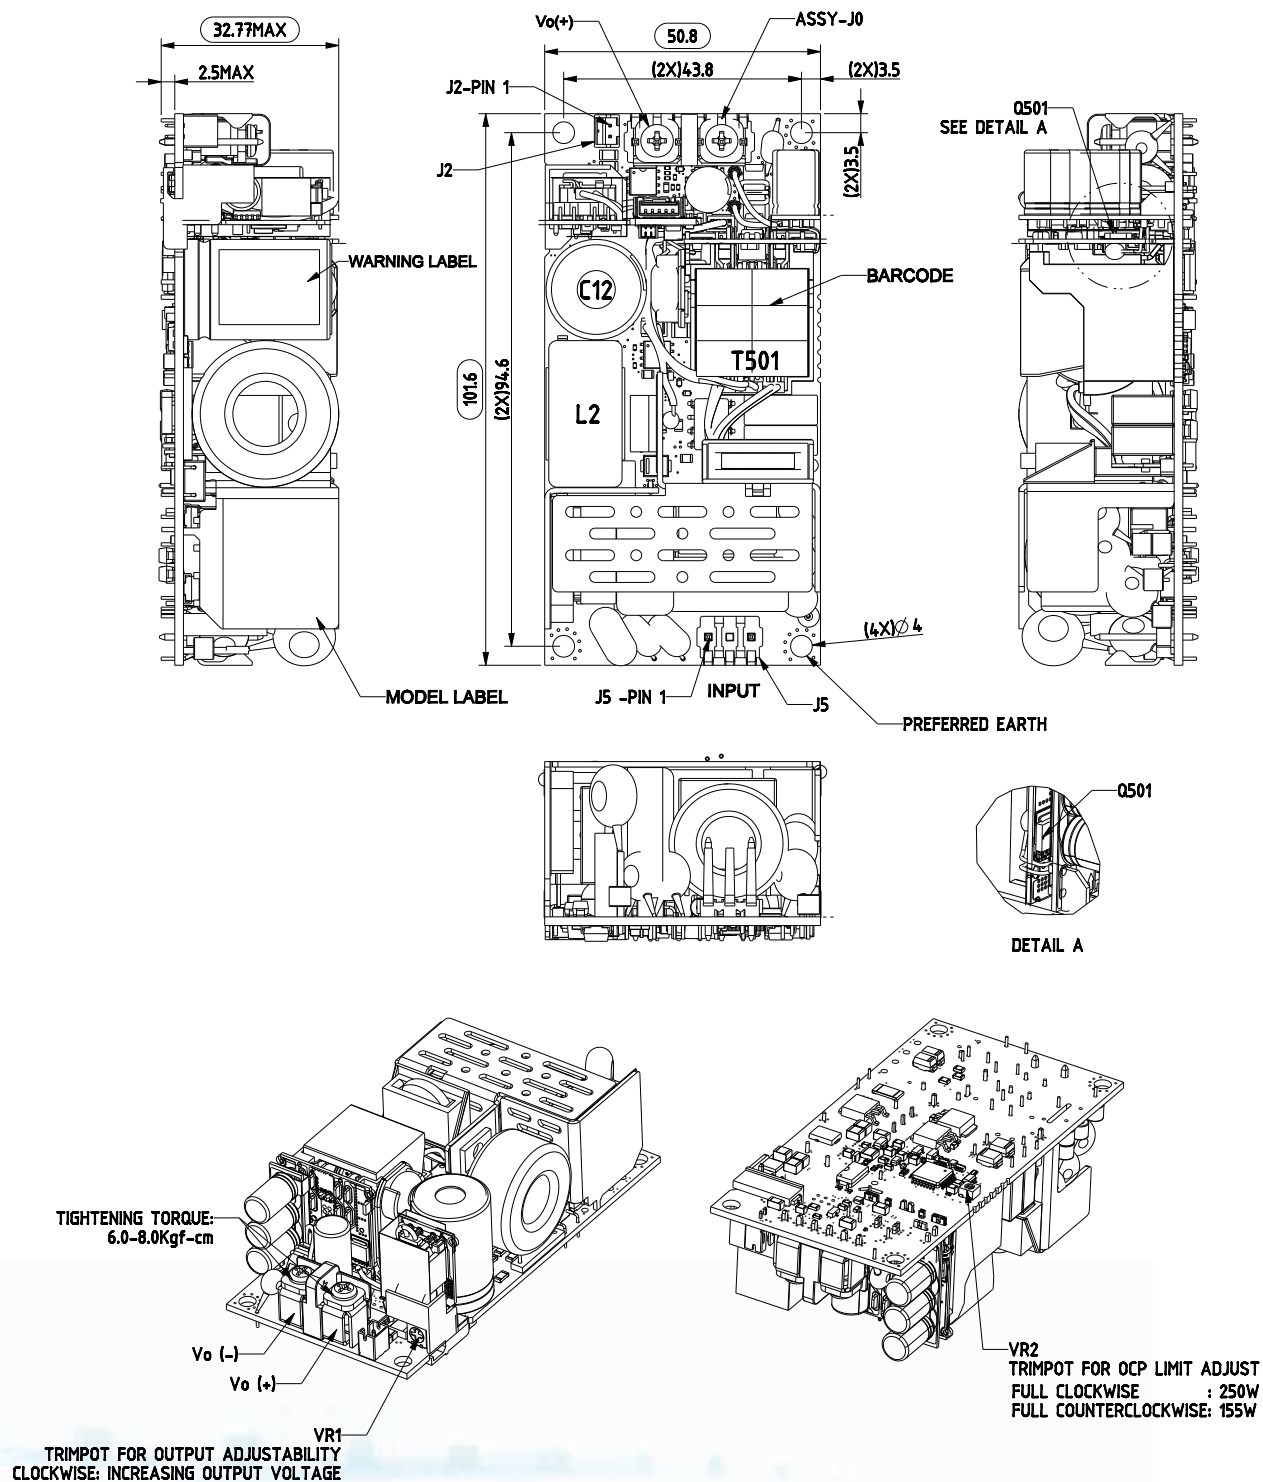 32.77MAX
2.5MAX
Vo(+)
ASSY-J0
50.8
(2X)43.8
(2X)3.5
J2-PIN 1
J2
(2X)3.5
Q501
SEE DETAIL A
WARNING LABEL
C12
BARCODE
T501
101.6
(2X)94.6
L2
(4X)Ø 4
MODEL LABEL
J5 -PIN 1
INPUT
J5
PREFERRED EARTH
Q501
DETAIL A
TIGHTENING TORQUE:
6.0-8.0Kgf-cm
Vo (-)
Vo (+)
VR1
TRIMPOT FOR OUTPUT ADJUSTABILITY
CLOCKWISE: INCREASING OUTPUT VOLTAGE
VR2
TRIMPOT FOR OCP LIMIT ADJUST
FULL CLOCKWISE : 250W
FULL COUNTERCLOCKWISE: 155W